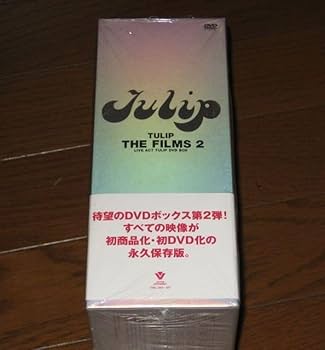 DVD
Tulip
TULIP
THE FILMS 2
LIVE ACT TULIP DVD BOX
待望のDVDボックス第2弾!
すべての映像が
初商品化・初DVD化の
永久保存版。